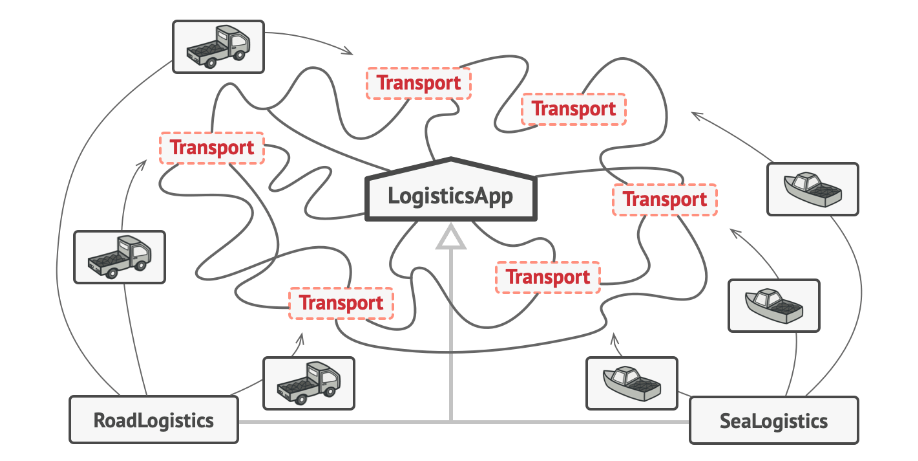 Transport
Transport
Transport
LogisticsApp
Transport
Transport
Transport
RoadLogistics
SeaLogistics